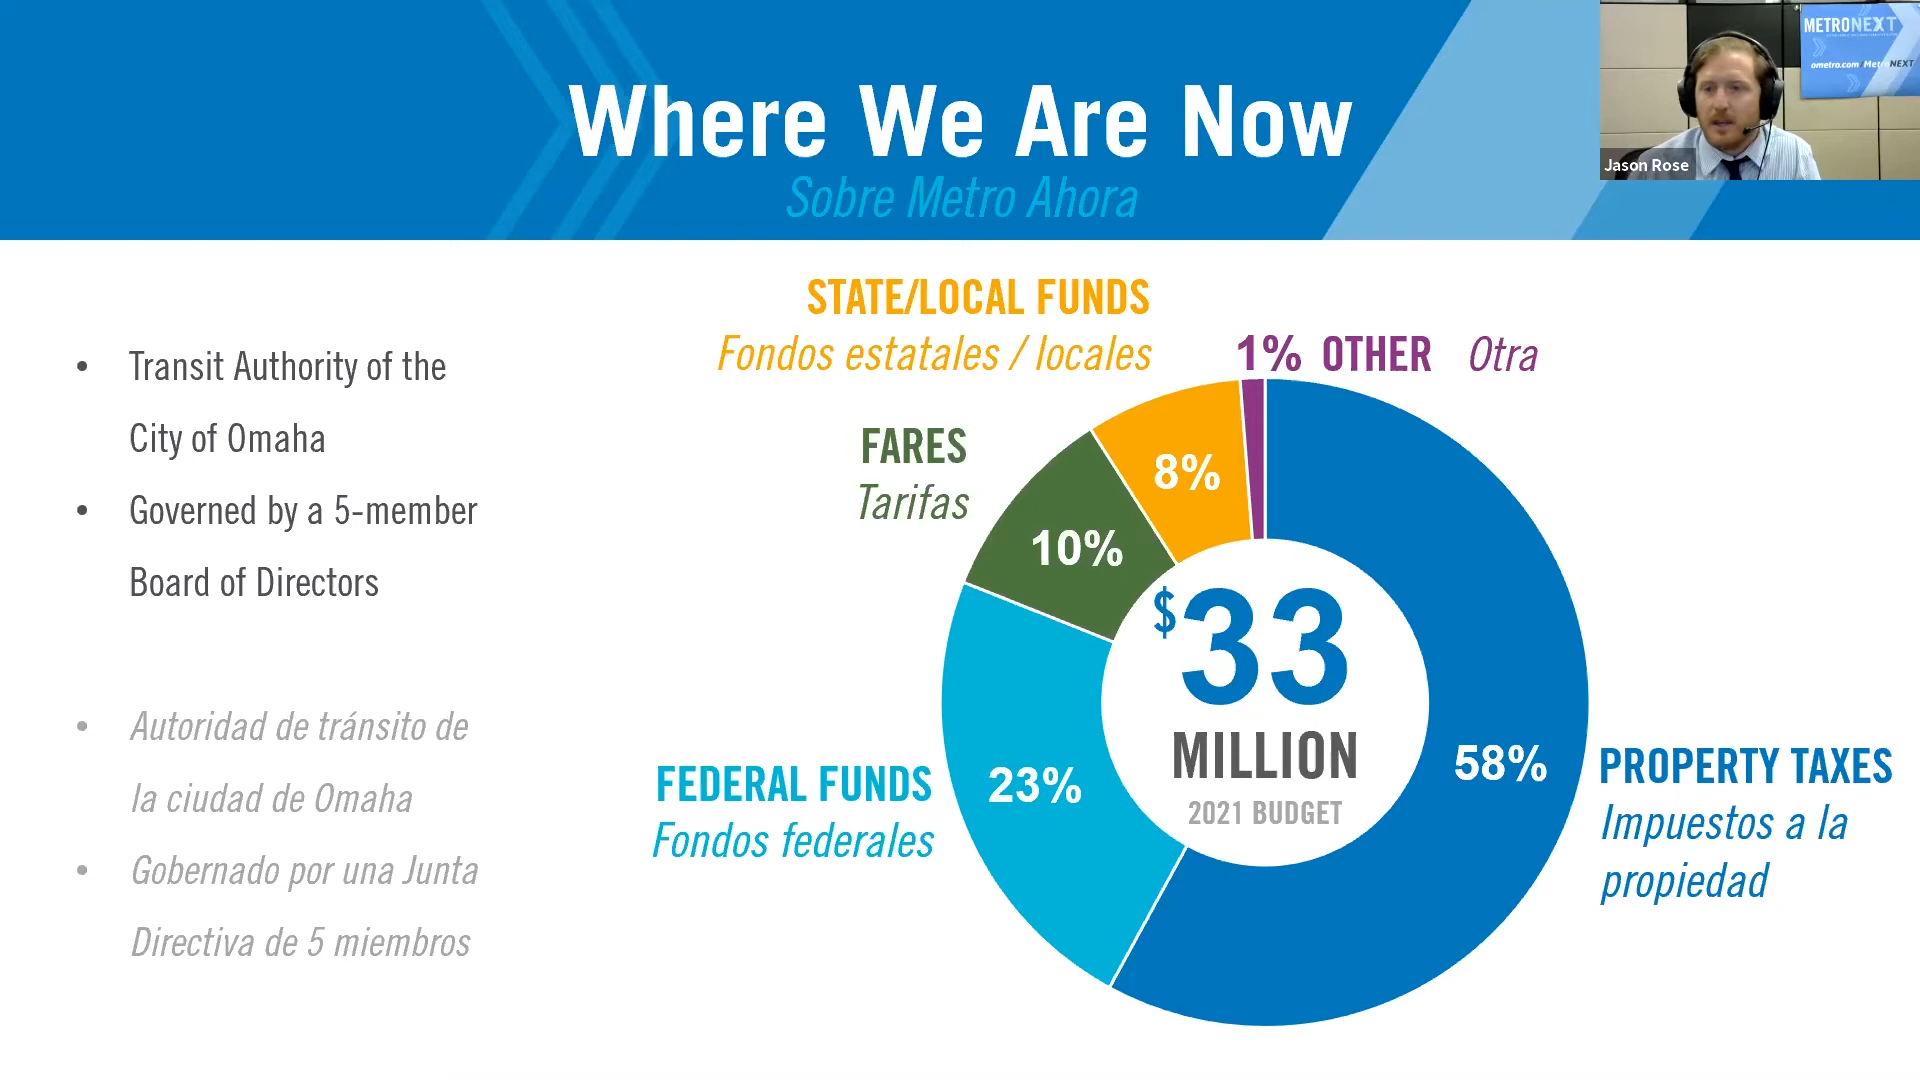 Where We Are Now
Sobre Metro Ahora
METRONEXT
ometro.com/MetroNEXT
Jason Rose
• Transit Authority of the
City of Omaha
• Governed by a 5-member
Board of Directors
• Autoridad de tránsito de
la ciudad de Omaha
• Gobernado por una Junta
Directiva de 5 miembros
STATE/LOCAL FUNDS
Fondos estatales / locales
1% OTHER Otra
FARES
Tarifas
8%
10%
$33
MILLION
2021 BUDGET
FEDERAL FUNDS
Fondos federales
23%
58%
PROPERTY TAXES
Impuestos a la
propiedad